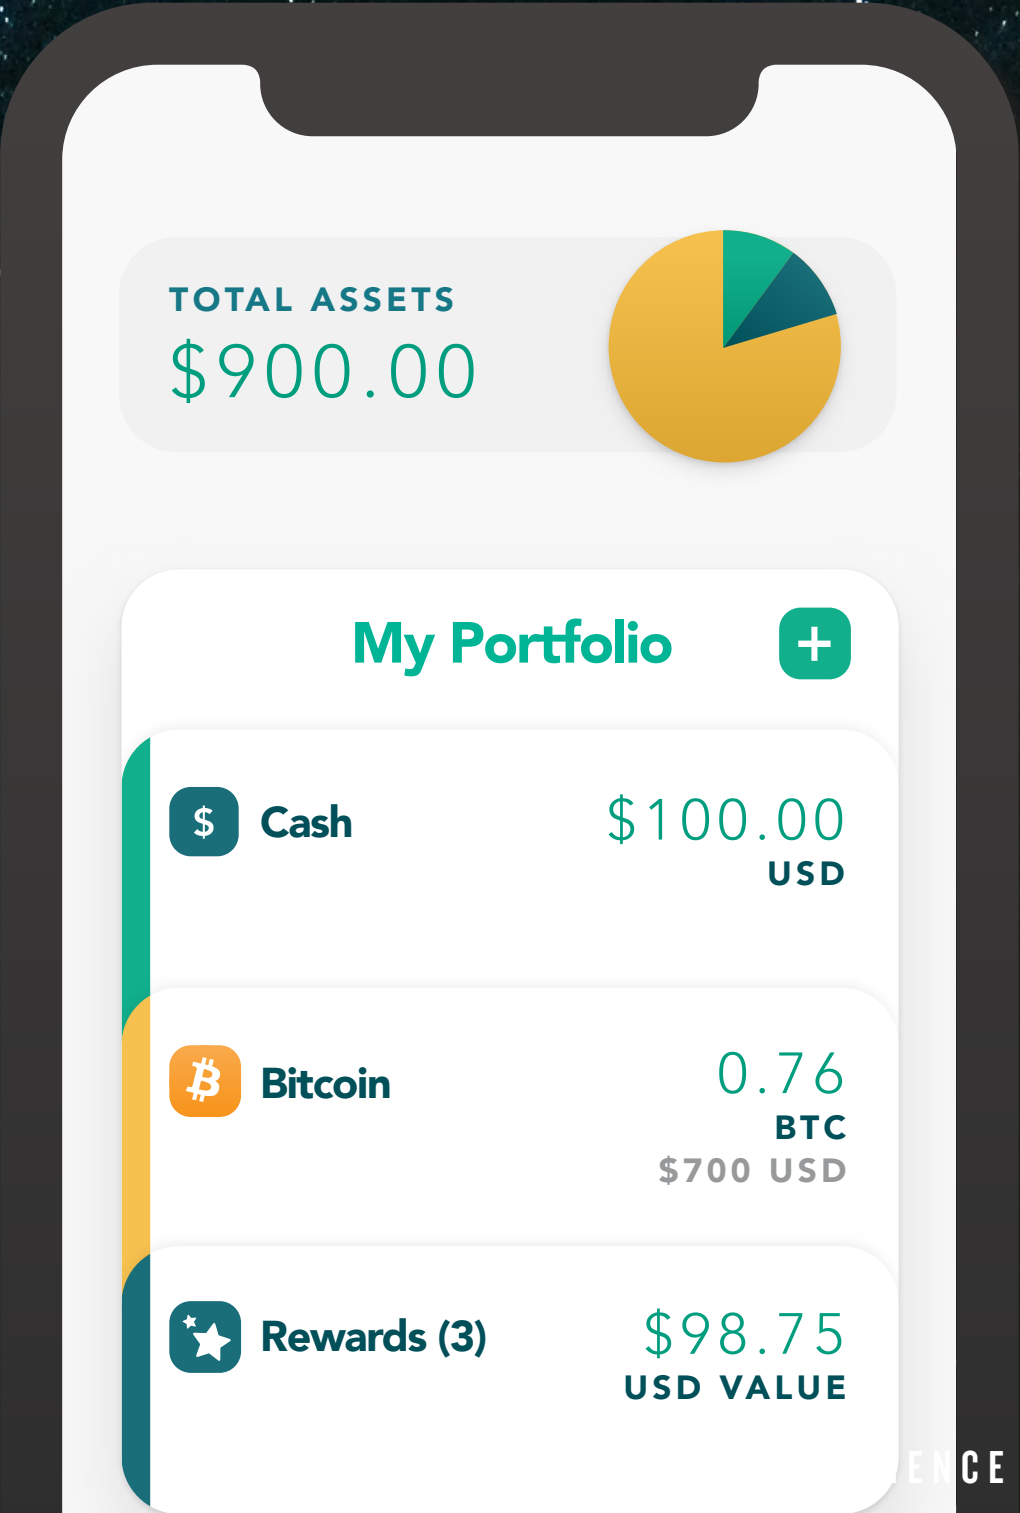 TOTAL ASSETS
$900.00
My Portfolio
+
$ Cash
$100.00
USD
Bitcoin
0.76
BTC
$700 USD
Rewards (3)
$98.75
USD VALUE